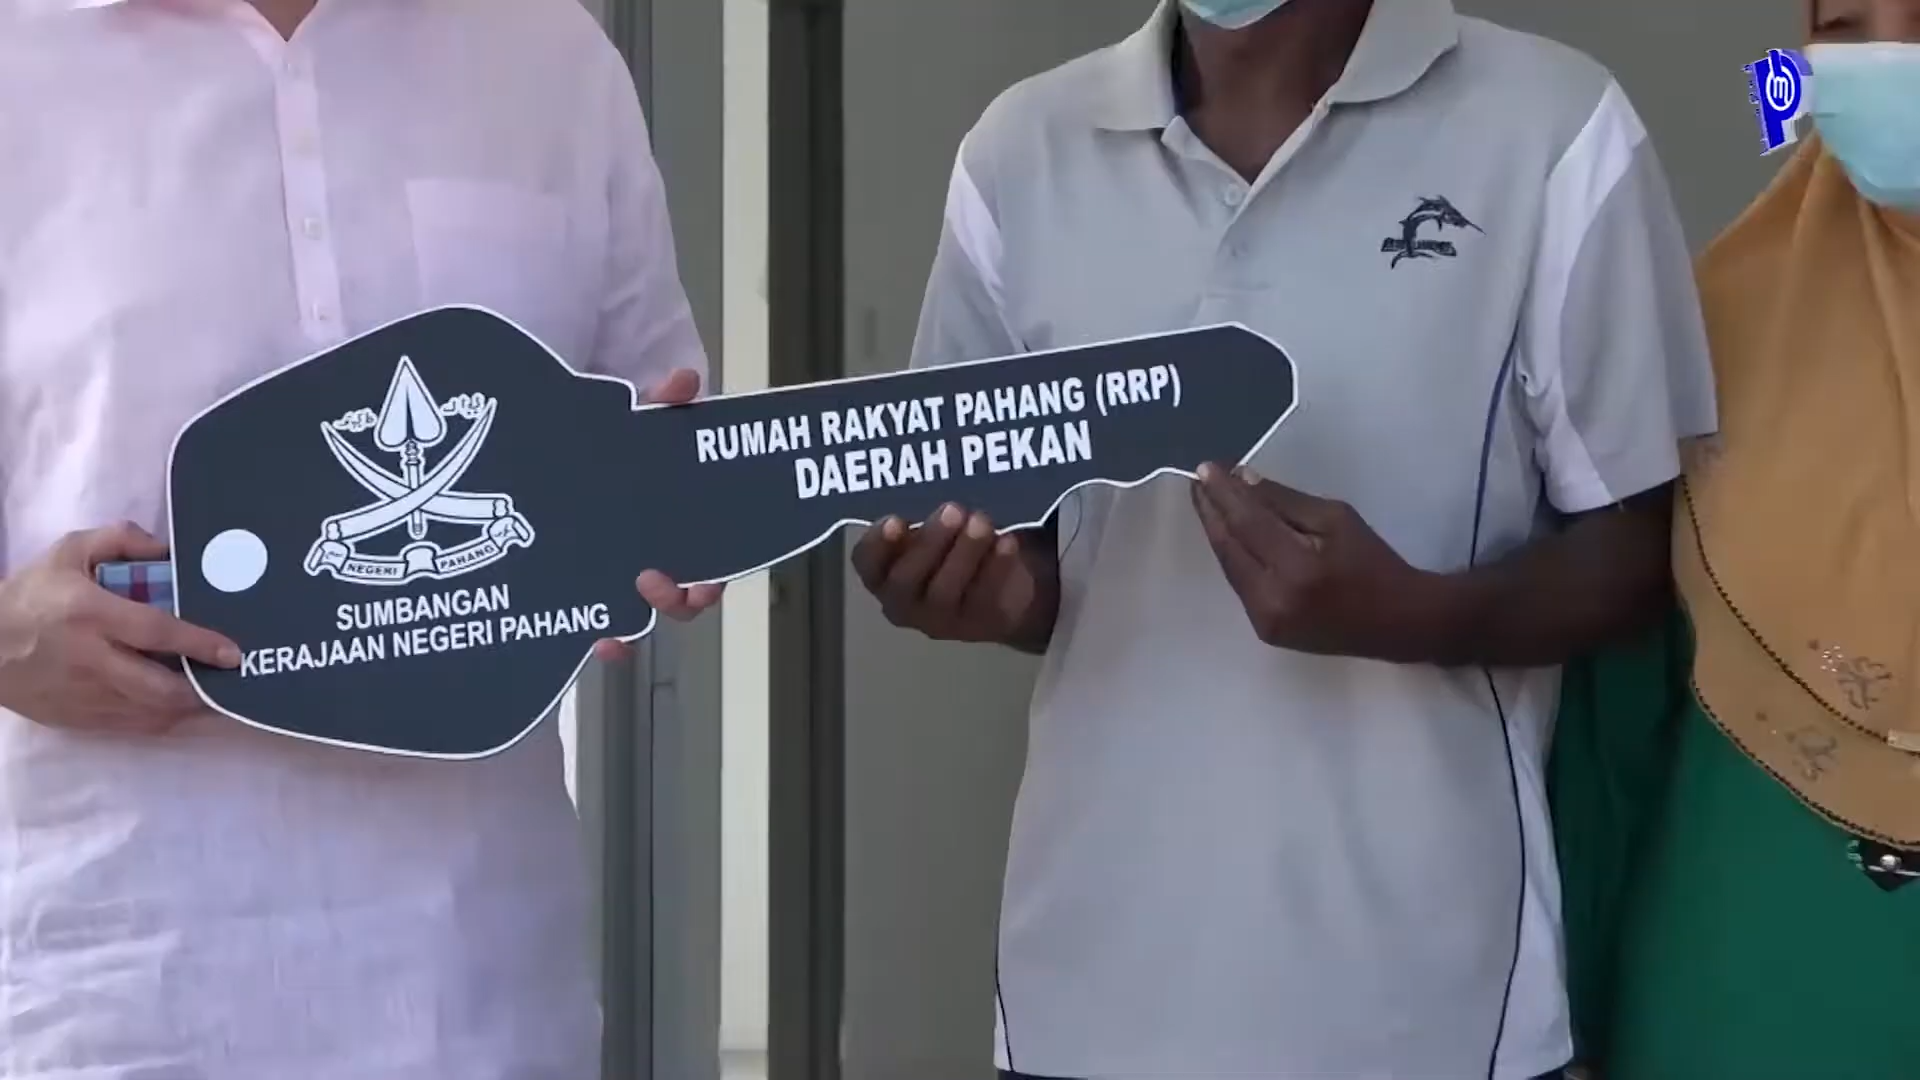 RUMAH RAKYAT PAHANG (RRP)
DAERAH PEKAN
NEGERI PAHANG
SUMBANGAN
KERAJAAN NEGERI PAHANG